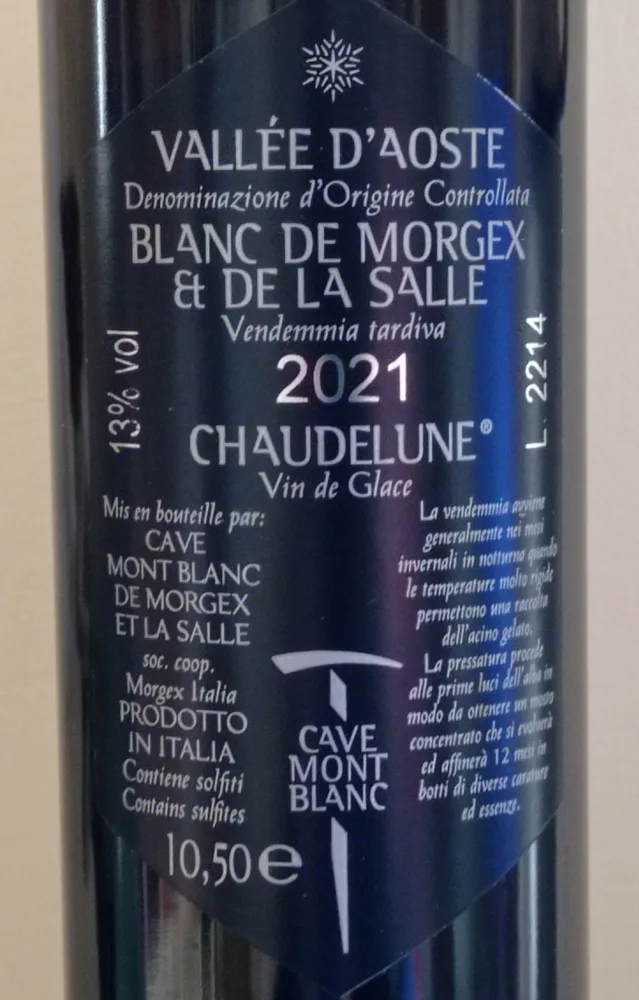 VALLÉE D'AOSTE
Denominazione d'Origine Controllata
BLANC DE MORGEX
& DE LA SALLE
Vendemmia tardiva
2021
13% vol
L. 2214
CHAUDELUNE®
Vin de Glace
Mis en bouteille par:
CAVE
MONT BLANC
DE MORGEX
ET LA SALLE
soc. coop.
Morgex Italia
PRODOTTO
IN ITALIA
Contiene solfiti
Contains sulfites
10,50 e
La vendemmia avviene
generalmente nei mesi
invernali in notturna quando
le temperature molto rigide
permettono una raccolta
dell'acino gelato.
La pressatura procede
alle prime luci dell'alba in
modo da ottenere un mosto
concentrato che si evolverà
ed affinerà 12 mesi in
botti di diverse carature
ed essenze.
CAVE
MONT
BLANC